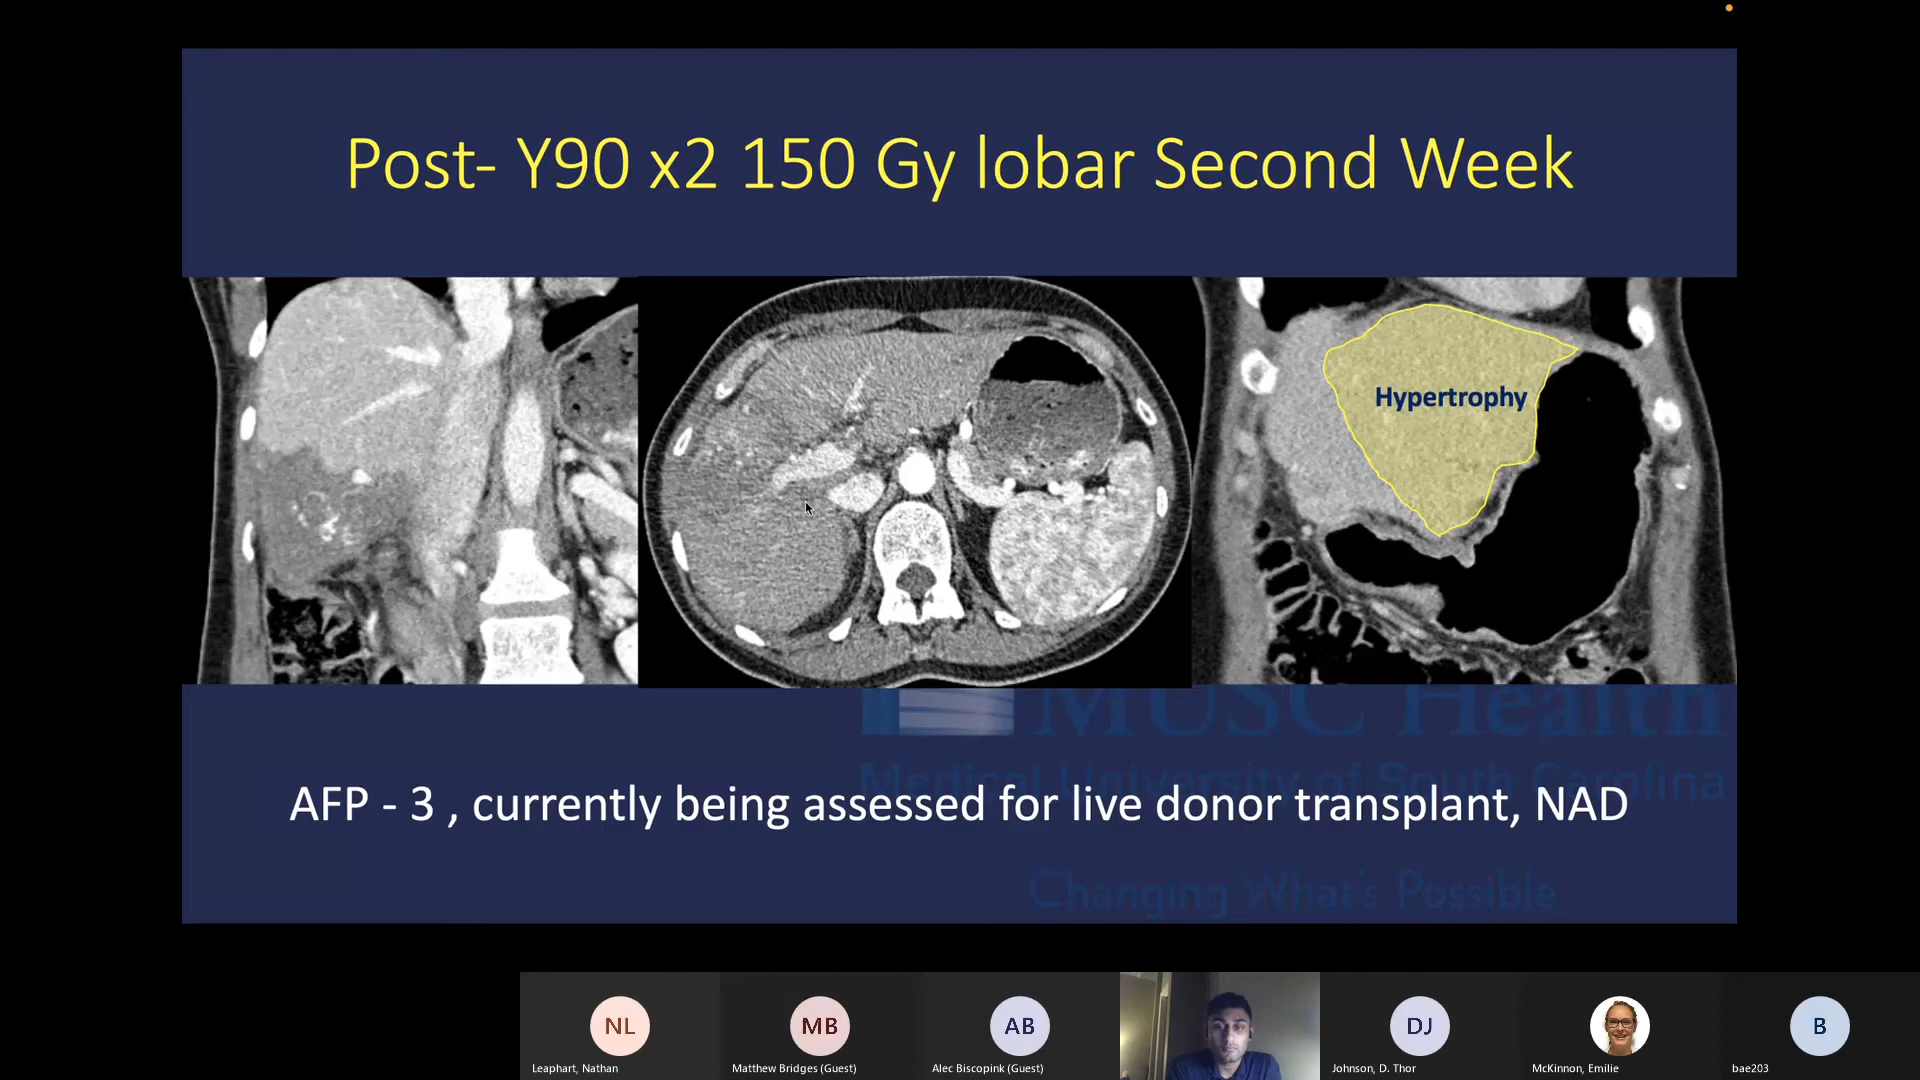 Post- Y90 x2 150 Gy lobar Second Week
Hypertrophy
MUSC Health
Medical University of South Carolina
AFP - 3 , currently being assessed for live donor transplant, NAD
Changing What's Possible
NL
MB
AB
DJ
B
Leaphart, Nathan
Matthew Bridges (Guest)
Alec Biscopink (Guest)
Johnson, D. Thor
McKinnon, Emilie
bae203